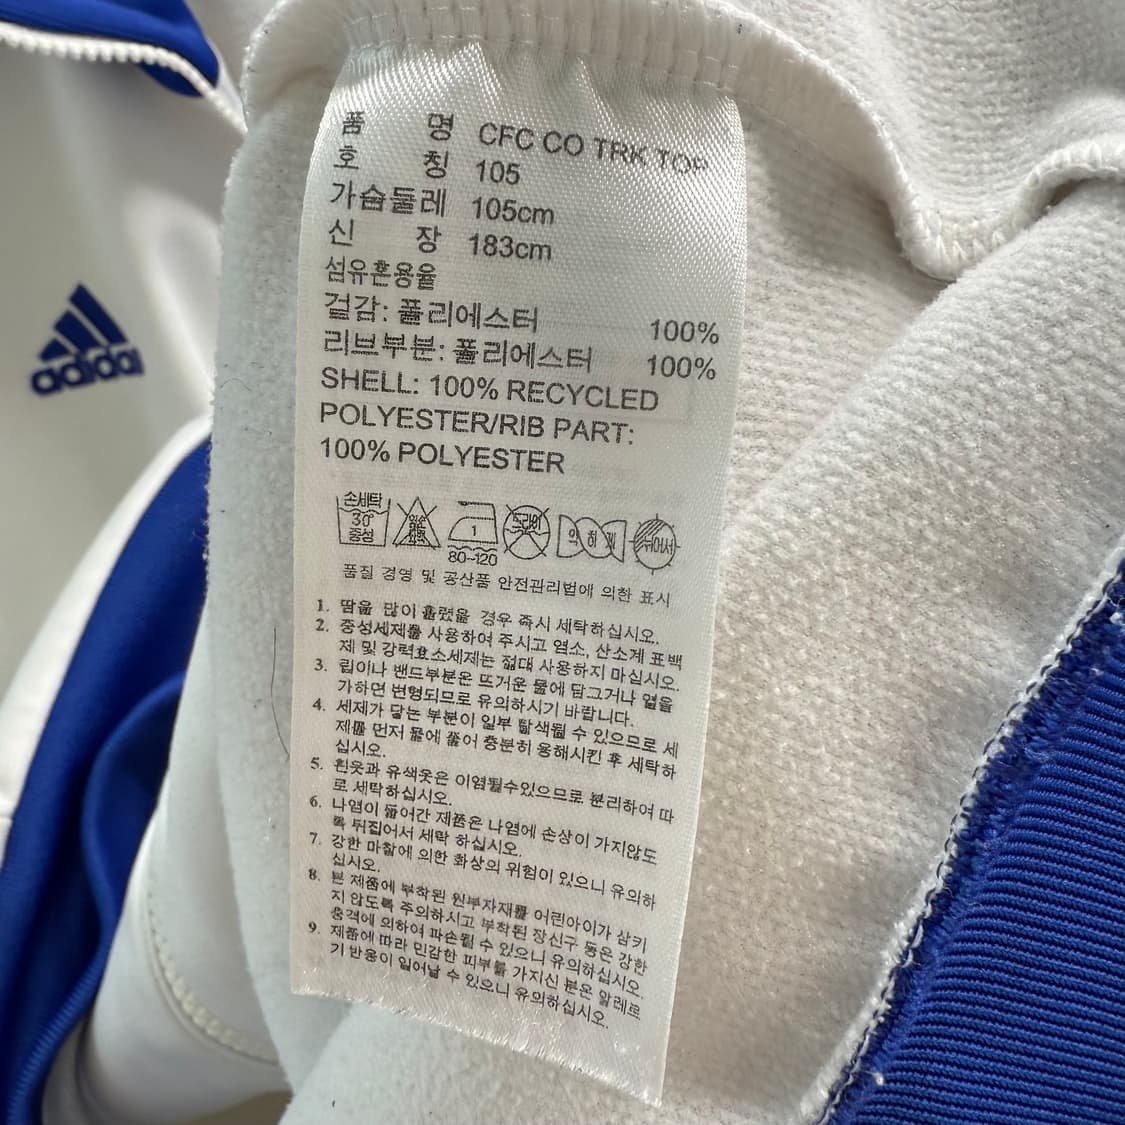 adidas
품 명 CFC CO TRK TOP
호 칭 105
가슴둘레 105cm
신 장 183cm
섬유혼용율
겉감: 폴리에스터 100%
리브부분: 폴리에스터 100%
SHELL: 100% RECYCLED
POLYESTER/RIB PART:
100% POLYESTER
손세탁 30° 중성
1
80~120
드라이
약하게
뉘어서
품질 경영 및 공산품 안전관리법에 의한 표시
1. 땀을 많이 흘렸을 경우 즉시 세탁하십시오.
2. 중성세제를 사용하여 주시고 염소, 산소계 표백
제 및 강력효소세제는 절대 사용하지 마십시오.
3. 립이나 밴드부분은 뜨거운 물에 담그거나 열을
가하면 변형되므로 유의하시기 바랍니다.
4. 세제가 닿는 부분이 일부 탈색될 수 있으므로 세
제를 먼저 물에 풀어 충분히 용해시킨 후 세탁하
십시오.
5. 흰옷과 유색옷은 이염될수있으므로 분리하여 따
로 세탁하십시오.
6. 나염이 들어간 제품은 나염에 손상이 가지않도
록 뒤집어서 세탁 하십시오.
7. 강한 마찰에 의한 화상의 위험이 있으니 유의하
십시오.
8. 본 제품에 부착된 원부자재를 어린아이가 삼키
지 않도록 주의하시고 부착된 장신구 등은 강한
충격에 의하여 파손될 수 있으니 유의하십시오.
9. 제품에 따라 민감한 피부를 가지신 분은 알레르
기 반응이 일어날 수 있으니 유의하십시오.